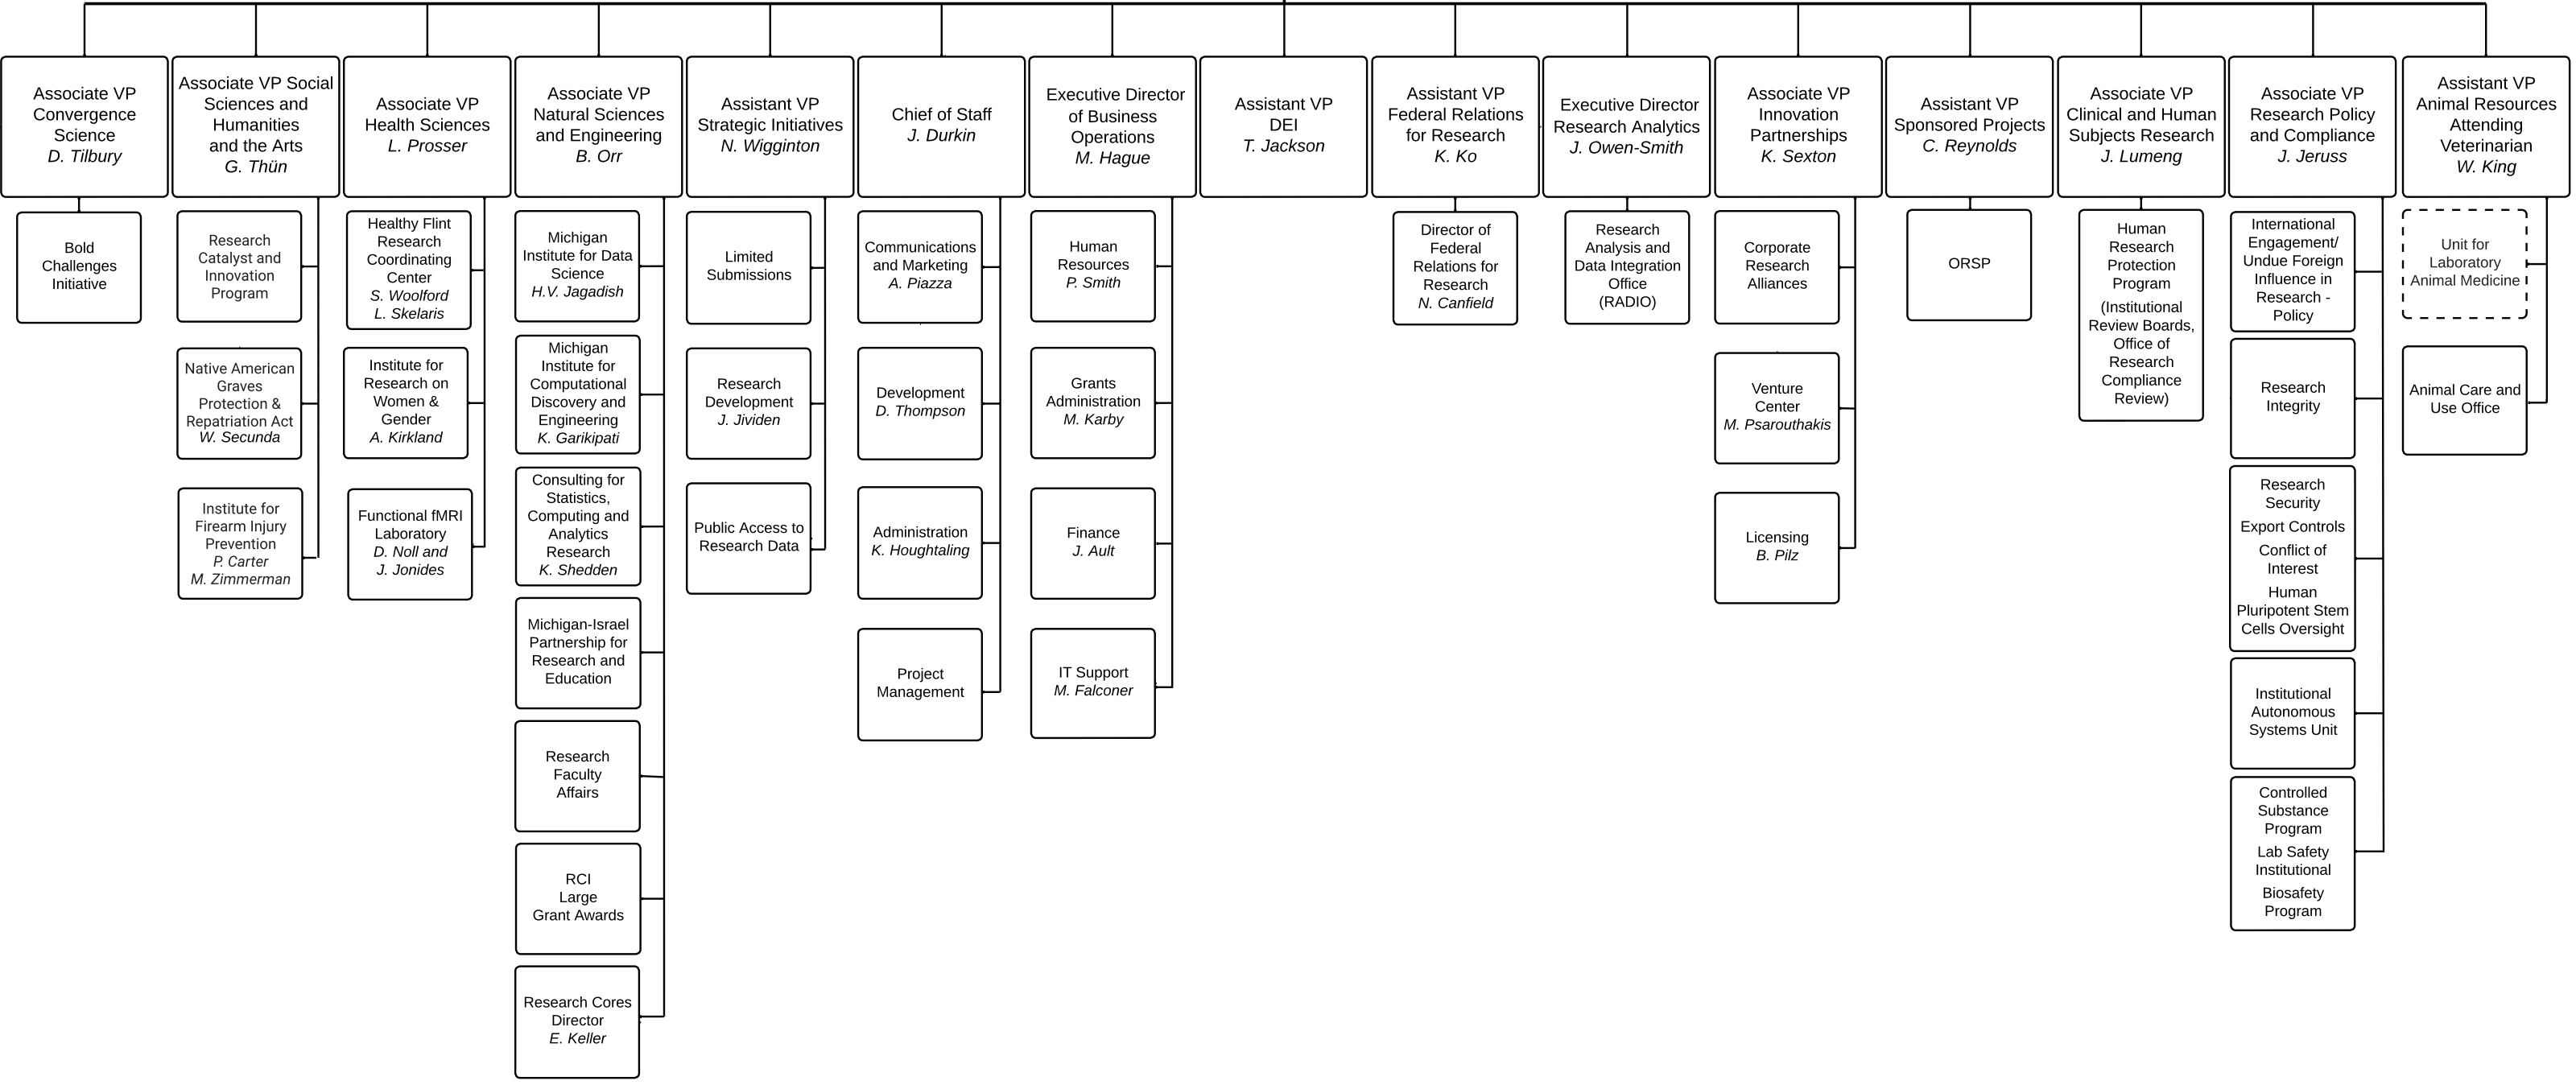 Associate VP
Convergence
Science
D. Tilbury
Bold
Challenges
Initiative
Associate VP Social
Sciences and
Humanities
and the Arts
G. Thün
Research
Catalyst and
Innovation
Program
Native American
Graves
Protection &
Repatriation Act
W. Secunda
Institute for
Firearm Injury
Prevention
P. Carter
M. Zimmerman
Associate VP
Health Sciences
L. Prosser
Healthy Flint
Research
Coordinating
Center
S. Woolford
L. Skelaris
Institute for
Research on
Women &
Gender
A. Kirkland
Functional fMRI
Laboratory
D. Noll and
J. Jonides
Associate VP
Natural Sciences
and Engineering
B. Orr
Michigan
Institute for Data
Science
H.V. Jagadish
Michigan
Institute for
Computational
Discovery and
Engineering
K. Garikipati
Consulting for
Statistics,
Computing and
Analytics
Research
K. Shedden
Michigan-Israel
Partnership for
Research and
Education
Research
Faculty
Affairs
RCI
Large
Grant Awards
Research Cores
Director
E. Keller
Assistant VP
Strategic Initiatives
N. Wigginton
Limited
Submissions
Research
Development
J. Jividen
Public Access to
Research Data
Chief of Staff
J. Durkin
Communications
and Marketing
A. Piazza
Development
D. Thompson
Administration
K. Houghtaling
Project
Management
Executive Director
of Business
Operations
M. Hague
Human
Resources
P. Smith
Grants
Administration
M. Karby
Finance
J. Ault
IT Support
M. Falconer
Assistant VP
DEI
T. Jackson
Assistant VP
Federal Relations
for Research
K. Ko
Director of
Federal
Relations for
Research
N. Canfield
Executive Director
Research Analytics
J. Owen-Smith
Research
Analysis and
Data Integration
Office
(RADIO)
Associate VP
Innovation
Partnerships
K. Sexton
Corporate
Research
Alliances
Venture
Center
M. Psarouthakis
Licensing
B. Pilz
Assistant VP
Sponsored Projects
C. Reynolds
ORSP
Associate VP
Clinical and Human
Subjects Research
J. Lumeng
Human
Research
Protection
Program
(Institutional
Review Boards,
Office of
Research
Compliance
Review)
Associate VP
Research Policy
and Compliance
J. Jeruss
International
Engagement/
Undue Foreign
Influence in
Research -
Policy
Research
Integrity
Research
Security
Export Controls
Conflict of
Interest
Human
Pluripotent Stem
Cells Oversight
Institutional
Autonomous
Systems Unit
Controlled
Substance
Program
Lab Safety
Institutional
Biosafety
Program
Assistant VP
Animal Resources
Attending
Veterinarian
W. King
Unit for
Laboratory
Animal Medicine
Animal Care and
Use Office